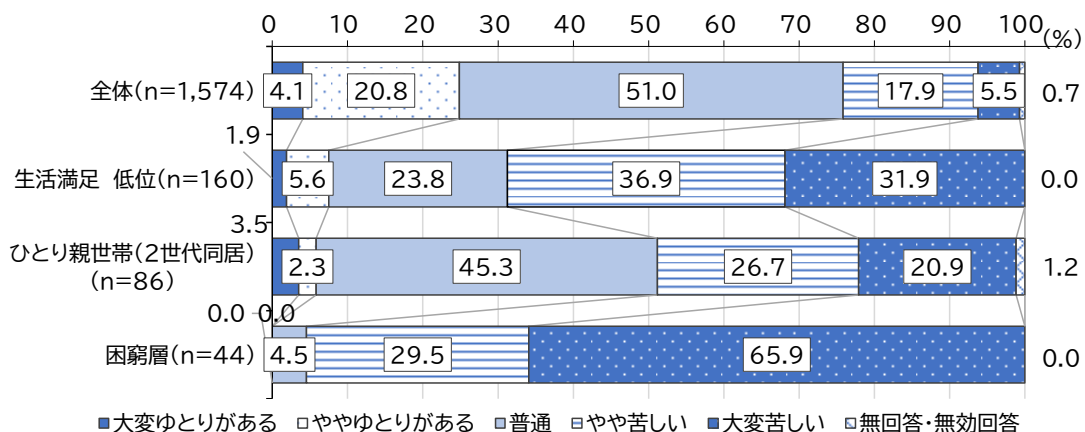 0 10 20 30 40 50 60 70 80 90 100
(%)
全体(n=1,574) 4.1 20.8 51.0 17.9 5.5 0.7
1.9
生活満足 低位(n=160) 5.6 23.8 36.9 31.9 0.0
3.5
ひとり親世帯(2世代同居)
(n=86) 2.3 45.3 26.7 20.9 1.2
0.0 0.0
困窮層(n=44) 4.5 29.5 65.9 0.0
大変ゆとりがある ややゆとりがある 普通 やや苦しい 大変苦しい 無回答・無効回答